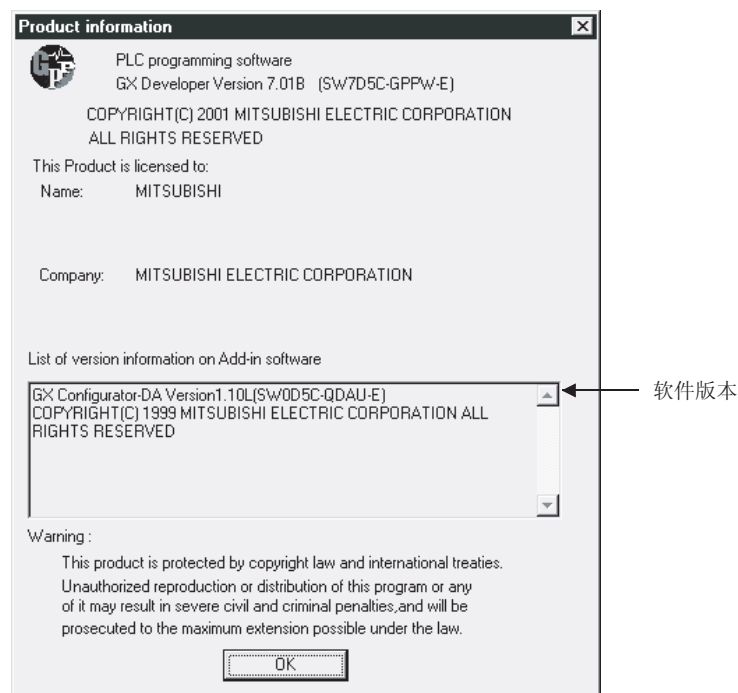 Product information
PLC programming software
GX Developer Version 7.01B (SW7D5C-GPPW-E)
COPYRIGHT(C) 2001 MITSUBISHI ELECTRIC CORPORATION
ALL RIGHTS RESERVED
This Product is licensed to:
Name: MITSUBISHI
Company: MITSUBISHI ELECTRIC CORPORATION
List of version information on Add-in software
GX Configurator-DA Version1.10L(SW0D5C-QDAU-E)
COPYRIGHT(C) 1999 MITSUBISHI ELECTRIC CORPORATION ALL
RIGHTS RESERVED
软件版本
Warning :
This product is protected by copyright law and international treaties.
Unauthorized reproduction or distribution of this program or any
of it may result in severe civil and criminal penalties,and will be
prosecuted to the maximum extension possible under the law.
OK